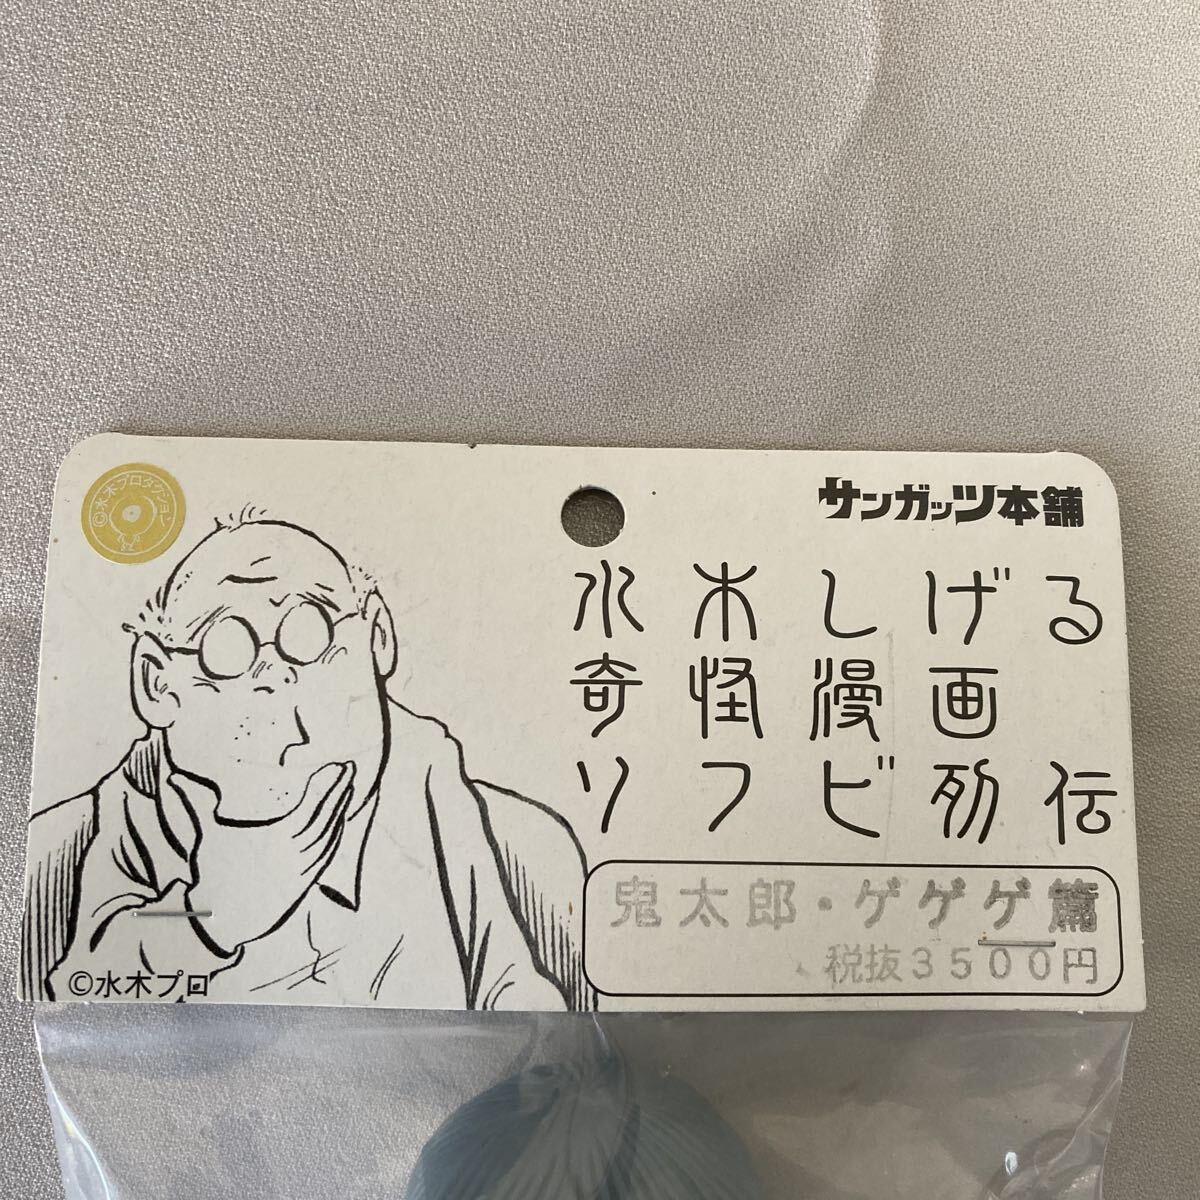 ©水木プロダクション
サンガッツ本舗
水木しげる
奇怪漫画
ソフビ列伝
鬼太郎・ゲゲゲ篇
税抜3500円
©水木プロ